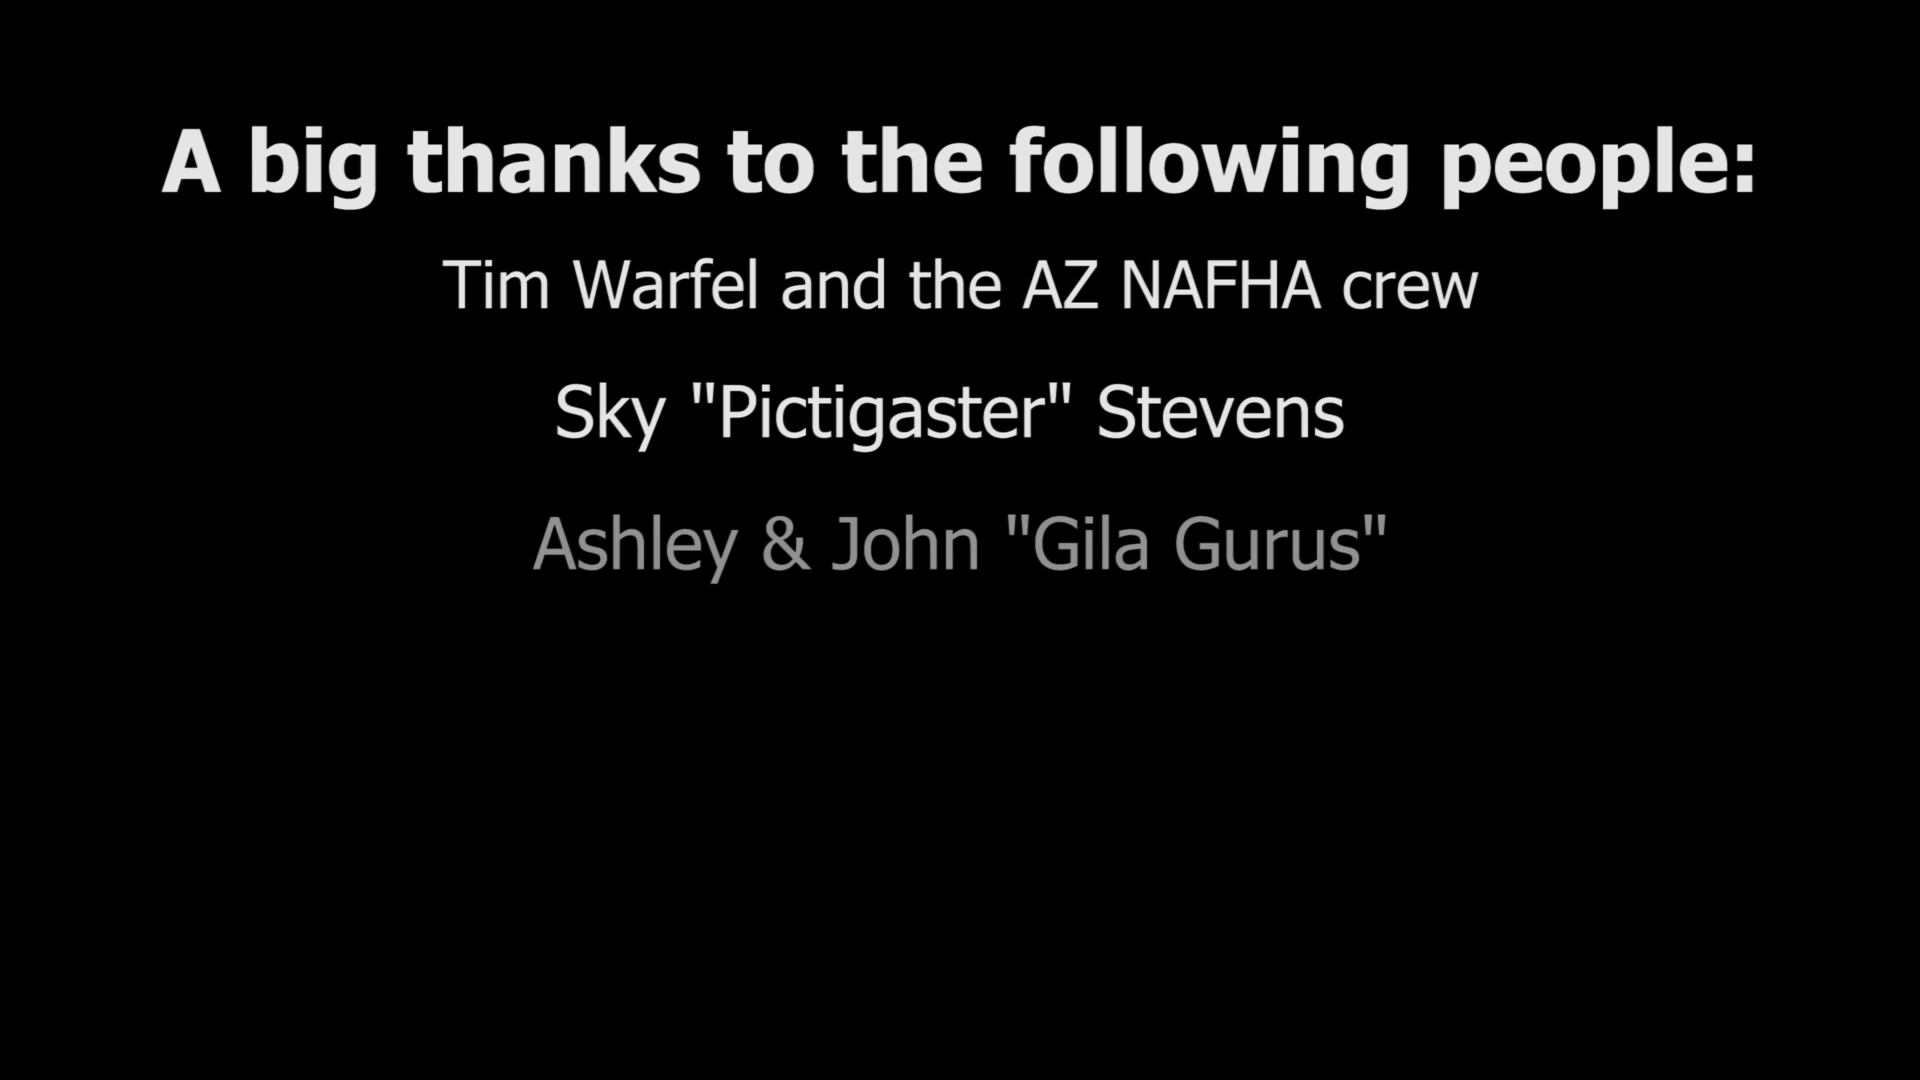 A big thanks to the following people:
Tim Warfel and the AZ NAFHA crew
Sky "Pictigaster" Stevens
Ashley & John "Gila Gurus"